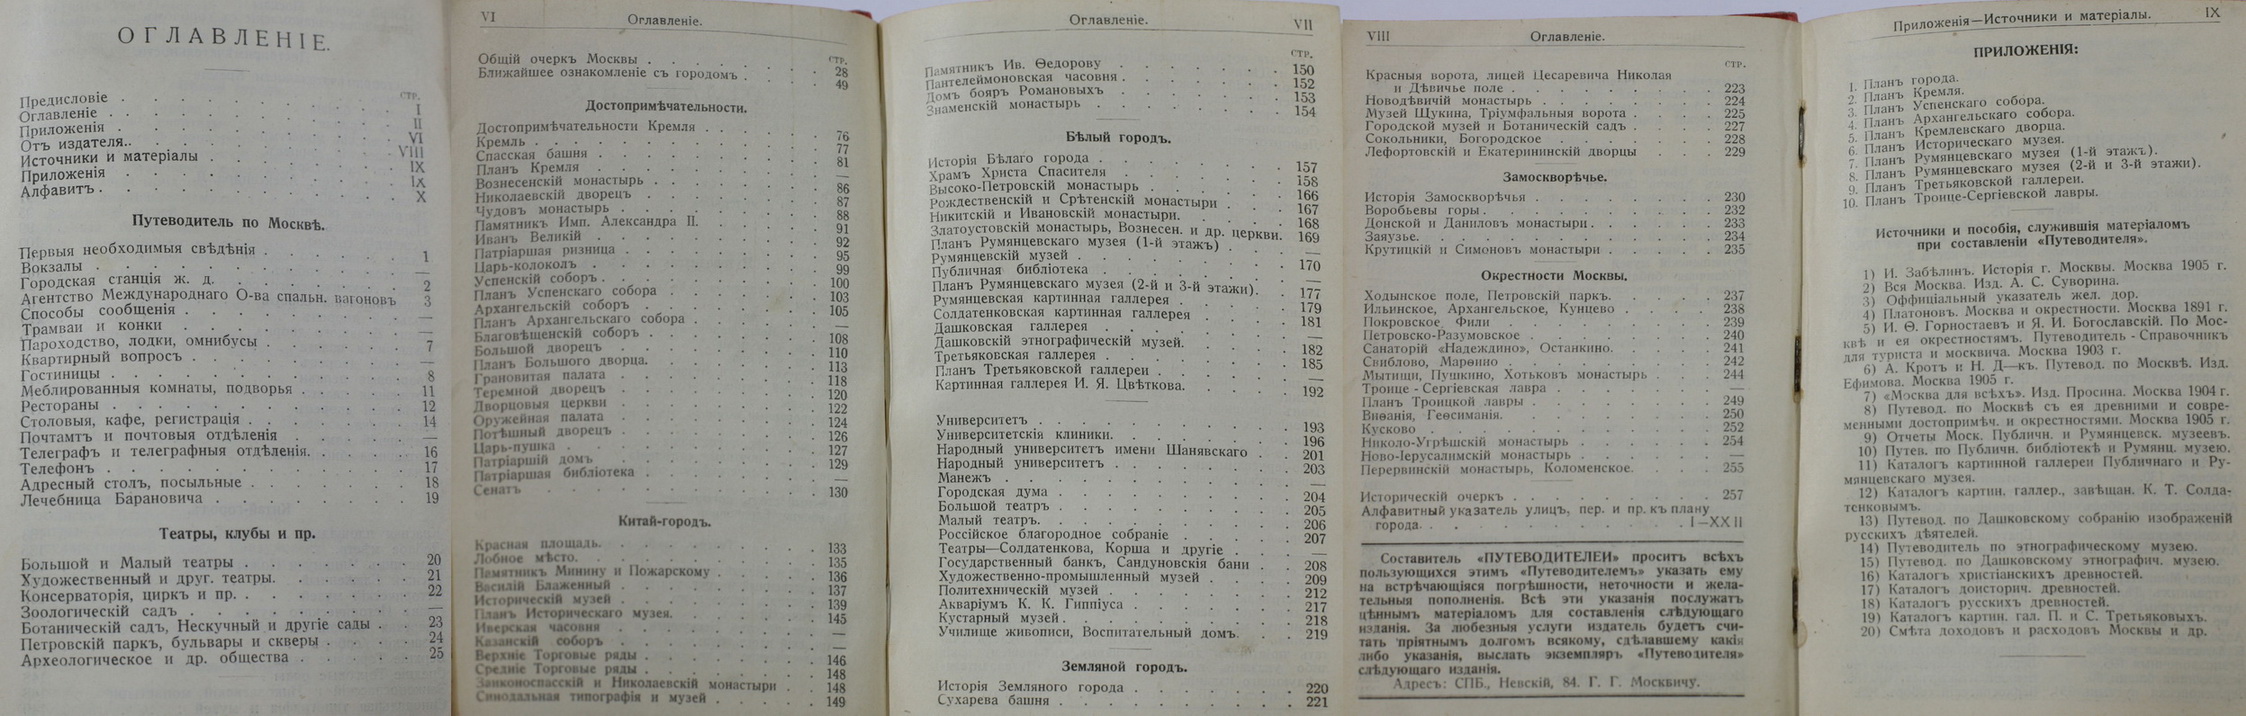 ОГЛАВЛЕНІЕ.
СТР.
Предисловіе . . . I
Оглавленіе . . . II
Приложенія . . . VI
Отъ издателя. . . VIII
Источники и матеріалы . . . IX
Приложенія . . . IX
Алфавитъ . . . X
Путеводитель по Москвѣ.
Первыя необходимыя свѣдѣнія . . . 1
Вокзалы . . . —
Городская станція ж. д. . . . 2
Агентство Международнаго О-ва спальн. вагоновъ 3
Способы сообщенія . . . —
Трамваи и конки . . . —
Пароходство, лодки, омнибусы . . . 7
Квартирный вопросъ . . . —
Гостиницы . . . 8
Меблированныя комнаты, подворья . . . 11
Рестораны . . . 12
Столовыя, кафе, регистрація . . . 14
Почтамтъ и почтовыя отдѣленія . . . —
Телеграфъ и телеграфныя отдѣленія. . . . 16
Телефонъ . . . 17
Адресный столъ, посыльные . . . 18
Лечебница Барановича . . . 19
Театры, клубы и пр.
Большой и Малый театры . . . 20
Художественный и друг. театры. . . . 21
Консерваторія, циркъ и пр. . . . 22
Зоологическій садъ . . . —
Ботаническій садъ, Нескучный и другіе сады . . 23
Петровскій паркъ, бульвары и скверы . . . 24
Археологическое и др. общества . . . 25
VI Оглавленіе.
СТР.
Общій очеркъ Москвы . . . 28
Ближайшее ознакомленіе съ городомъ . . . 49
Достопримѣчательности.
Достопримѣчательности Кремля . . . 76
Кремль . . . 77
Спасская башня . . . 81
Планъ Кремля . . . —
Вознесенскій монастырь . . . 86
Николаевскій дворецъ . . . 87
Чудовъ монастырь . . . 88
Памятникъ Имп. Александра II. . . . 91
Иванъ Великій . . . 92
Патріаршая ризница . . . 95
Царь-колоколъ . . . 99
Успенскій соборъ . . . 100
Планъ Успенскаго собора . . . 103
Архангельскій соборъ . . . 105
Планъ Архангельскаго собора . . . —
Благовѣщенскій соборъ . . . 108
Большой дворецъ . . . 110
Планъ Большого дворца. . . . 113
Грановитая палата . . . 118
Теремной дворецъ . . . 120
Дворцовыя церкви . . . 122
Оружейная палата . . . 124
Потѣшный дворецъ . . . 126
Царь-пушка . . . 127
Патріаршій домъ . . . 129
Патріаршая библіотека . . . —
Сенатъ . . . 130
Китай-городъ.
Красная площадь. . . . 133
Лобное мѣсто. . . . 135
Памятникъ Минину и Пожарскому . . . 136
Василій Блаженный . . . 137
Историческій музей . . . 139
Планъ Историческаго музея. . . . 145
Иверская часовня . . . —
Казанскій соборъ . . . —
Верхніе Торговые ряды . . . 146
Средніе Торговые ряды . . . 148
Заиконоспасскій и Николаевскій монастыри . . 148
Синодальная типографія и музей . . . 149
Оглавленіе. VII
СТР.
Памятникъ Ив. Ѳедорову . . . 150
Пантелеймоновская часовня . . . 152
Домъ бояръ Романовыхъ . . . 153
Знаменскій монастырь . . . 154
Бѣлый городъ.
Исторія Бѣлаго города . . . 157
Храмъ Христа Спасителя . . . 158
Высоко-Петровскій монастырь . . . 166
Рождественскій и Срѣтенскій монастыри . . . 167
Никитскій и Ивановскій монастыри. . . . 168
Златоустовскій монастырь, Вознесен. и др. церкви. 169
Планъ Румянцевскаго музея (1-й этажъ) . . . —
Румянцевскій музей . . . 170
Публичная библіотека . . . —
Планъ Румянцевскаго музея (2-й и 3-й этажи). . . 177
Румянцевская картинная галлерея . . . 179
Солдатенковская картинная галлерея . . . 181
Дашковская галлерея . . . —
Дашковскій этнографическій музей. . . . 182
Третьяковская галлерея . . . 185
Планъ Третьяковской галлереи . . . —
Картинная галлерея И. Я. Цвѣткова. . . . 192
Университетъ . . . 193
Университетскія клиники. . . . 196
Народный университетъ имени Шанявскаго . . 201
Народный университетъ . . . 203
Манежъ . . . —
Городская дума . . . 204
Большой театръ . . . 205
Малый театръ. . . . 206
Россійское благородное собраніе . . . 207
Театры—Солдатенкова, Корша и другіе . . . —
Государственный банкъ, Сандуновскія бани . . 208
Художественно-промышленный музей . . . 209
Политехническій музей . . . 212
Акваріумъ К. К. Гиппіуса . . . 217
Кустарный музей . . . 218
Училище живописи, Воспитательный домъ. . . 219
Земляной городъ.
Исторія Земляного города . . . 220
Сухарева башня . . . 221
VIII Оглавленіе.
СТР.
Красныя ворота, лицей Цесаревича Николая
и Дѣвичье поле . . . 223
Новодѣвичій монастырь . . . 224
Музей Щукина, Тріумфальныя ворота . . . 225
Городской музей и Ботаническій садъ . . . 227
Сокольники, Богородское . . . 228
Лефортовскій и Екатерининскій дворцы . . . 229
Замоскворѣчье.
Исторія Замоскворѣчья . . . 230
Воробьевы горы . . . 232
Донской и Даниловъ монастыри . . . 233
Заяузье. . . . 234
Крутицкій и Симоновъ монастыри . . . 235
Окрестности Москвы.
Ходынское поле, Петровскій паркъ. . . . 237
Ильинское, Архангельское, Кунцево . . . 238
Покровское, Фили . . . 239
Петровско-Разумовское . . . 240
Санаторій «Надеждино», Останкино. . . . 241
Свиблово, Марѳино . . . 242
Мытищи, Пушкино, Хотьковъ монастырь . . . 244
Троице - Сергіевская лавра . . . —
Планъ Троицкой лавры . . . 249
Виѳанія, Геѳсиманія. . . . 250
Кусково . . . 252
Николо-Угрѣшскій монастырь . . . 254
Ново-Іерусалимскій монастырь . . . —
Перервинскій монастырь, Коломенское. . . . 255
Историческій очеркъ . . . 257
Алфавитный указатель улицъ, пер. и пр. къ плану
города. . . . I—XXII
Составитель «ПУТЕВОДИТЕЛЕЙ» проситъ всѣхъ
пользующихся этимъ «Путеводителемъ» указать ему
на встрѣчающіяся погрѣшности, неточности и жела-
тельныя пополненія. Всѣ эти указанія послужатъ
цѣннымъ матеріаломъ для составленія слѣдующаго
изданія. За любезныя услуги издатель будетъ счи-
тать пріятнымъ долгомъ всякому, сдѣлавшему какія
либо указанія, выслать экземпляръ «Путеводителя»
слѣдующаго изданія.
Адресъ: СПБ., Невскій, 84. Г. Г. Москвичу.
Приложенія—Источники и матеріалы. IX
ПРИЛОЖЕНІЯ:
1. Планъ города.
2. Планъ Кремля.
3. Планъ Успенскаго собора.
4. Планъ Архангельскаго собора.
5. Планъ Кремлевскаго дворца.
6. Планъ Историческаго музея.
7. Планъ Румянцевскаго музея (1-й этажъ).
8. Планъ Румянцевскаго музея (2-й и 3-й этажи).
9. Планъ Третьяковской галлереи.
10. Планъ Троице-Сергіевской лавры.
Источники и пособія, служившія матеріаломъ
при составленіи «Путеводителя».
1) И. Забѣлинъ. Исторія г. Москвы. Москва 1905 г.
2) Вся Москва. Изд. А. С. Суворина.
3) Оффиціальный указатель жел. дор.
4) Платоновъ. Москва и окрестности. Москва 1891 г.
5) И. Ѳ. Горностаевъ и Я. И. Богославскій. По Мос-
квѣ и ея окрестностямъ. Путеводитель - Справочникъ
для туриста и москвича. Москва 1903 г.
6) А. Кротъ и Н. Д—къ. Путевод. по Москвѣ. Изд.
Ефимова. Москва 1905 г.
7) «Москва для всѣхъ». Изд. Просина. Москва 1904 г.
8) Путевод. по Москвѣ съ ея древними и совре-
менными достопримѣч. и окрестностями. Москва 1905 г.
9) Отчеты Моск. Публичн. и Румянцевск. музеевъ.
10) Путев. по Публичн. библіотекѣ и Румянц. музею.
11) Каталогъ картинной галлереи Публичнаго и Ру-
мянцевскаго музея.
12) Каталогъ картин. галлер., завѣщан. К. Т. Солда-
тенковымъ.
13) Путевод. по Дашковскому собранію изображеній
русскихъ дѣятелей.
14) Путеводитель по этнографическому музею.
15) Путевод. по Дашковскому этнографич. музею.
16) Каталогъ христіанскихъ древностей.
17) Каталогъ доисторич. древностей.
18) Каталогъ русскихъ древностей.
19) Каталогъ картин. гал. П. и С. Третьяковыхъ.
20) Смѣта доходовъ и расходовъ Москвы и др.